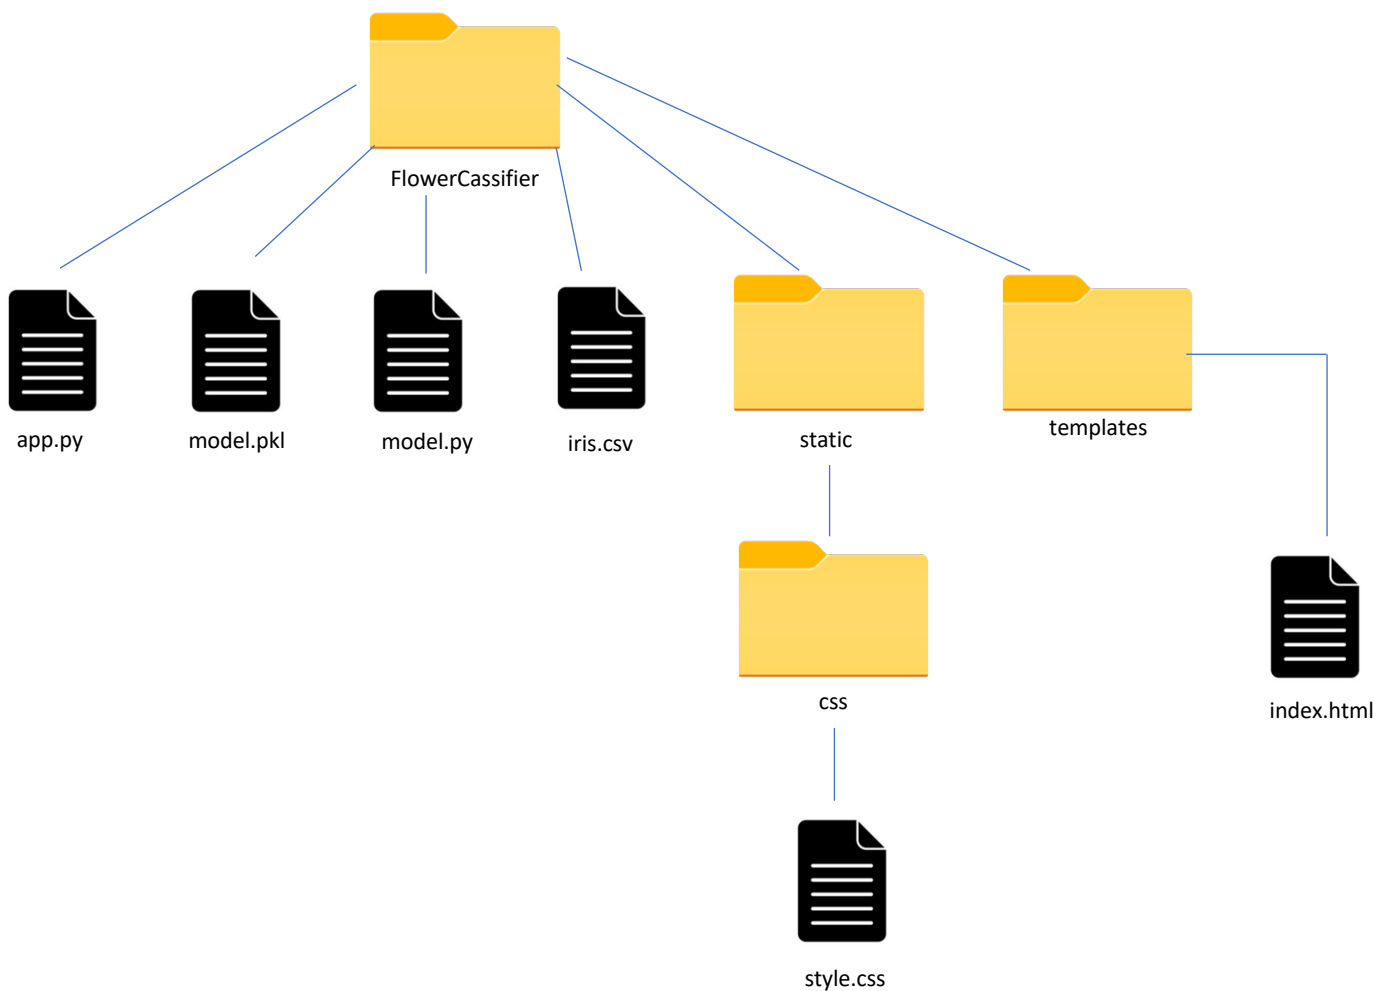 FlowerCassifier
app.py
model.pkl
model.py
iris.csv
static
templates
css
index.html
style.css